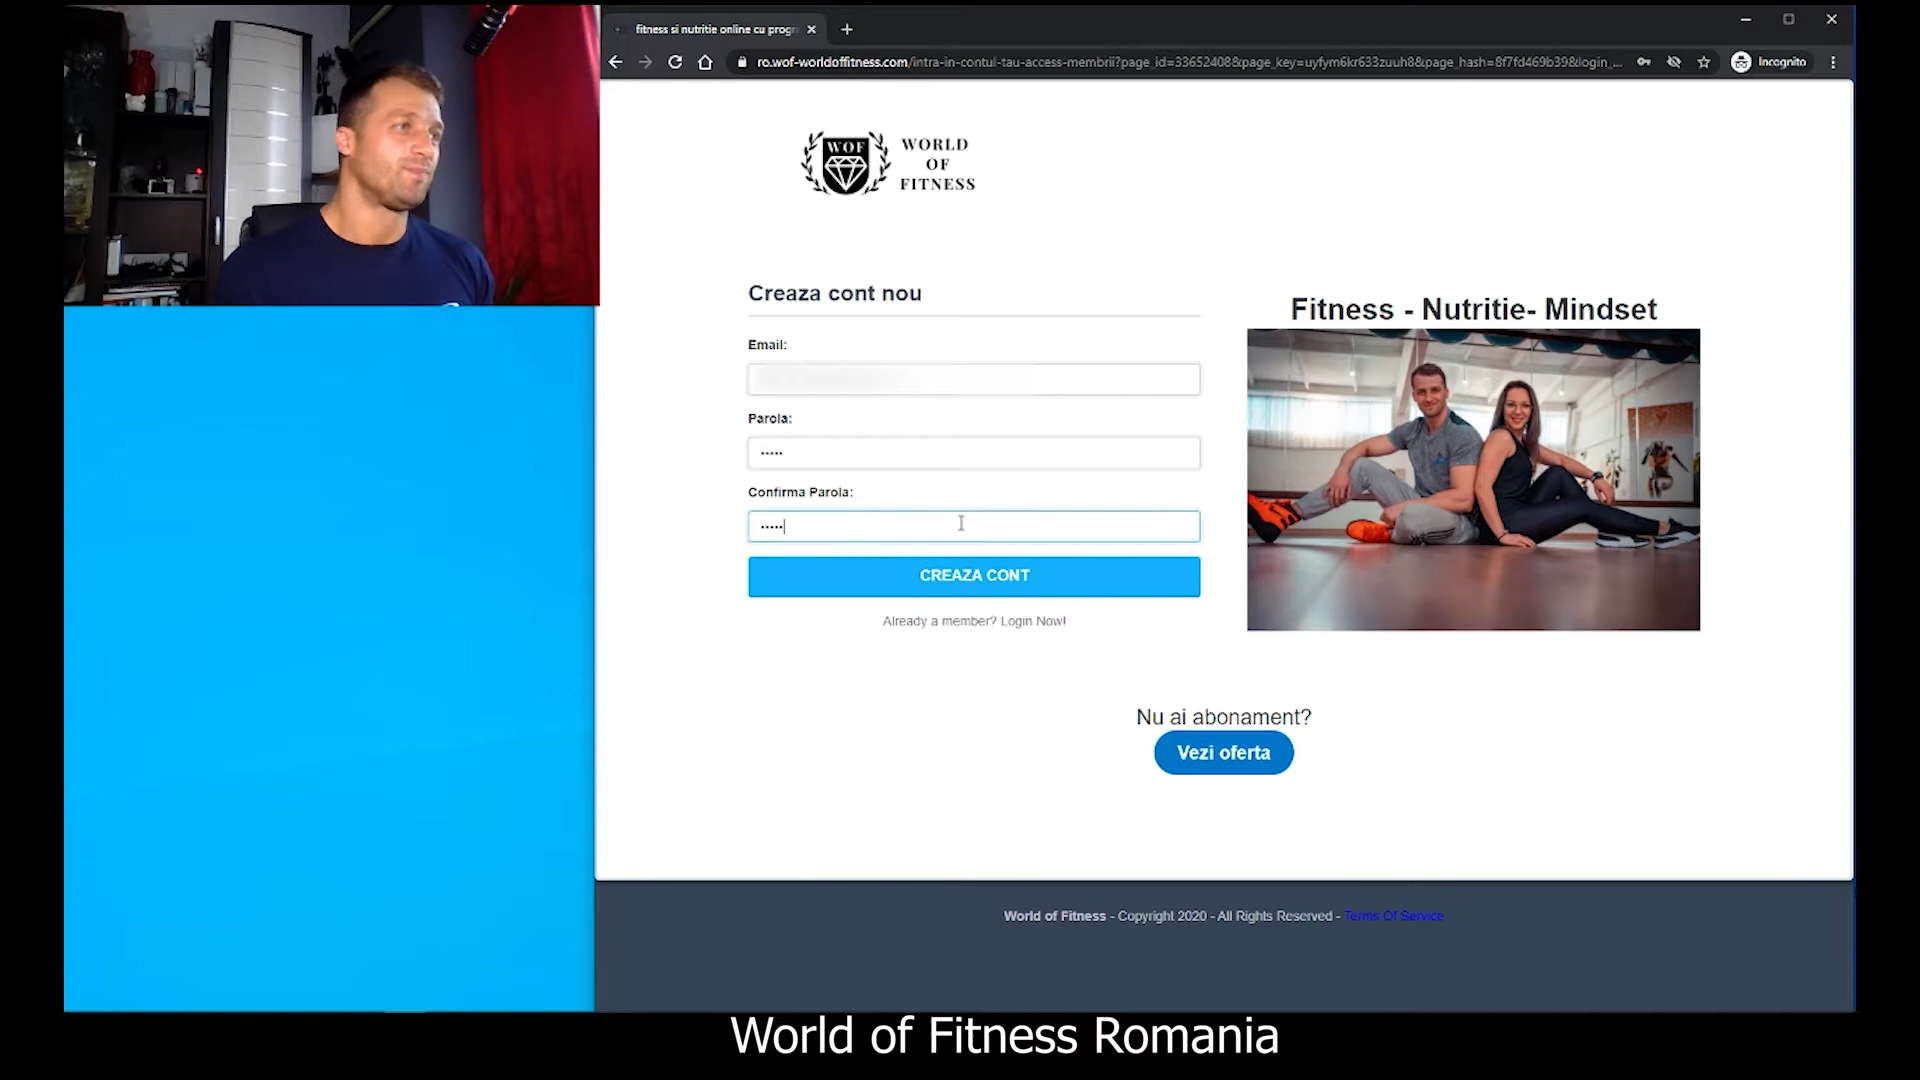 fitness si nutritie online cu progr
ro.wof-worldoffitness.com/intra-in-contul-tau-access-membrii?page_id=33652408&page_key=uyfym6kr633zuuh8&page_hash=8f7fd469b39&login_...
Incognito
WOF
WORLD
OF
FITNESS
Creaza cont nou
Email:
Parola:
•••••
Confirma Parola:
•••••
CREAZA CONT
Already a member? Login Now!
Fitness - Nutritie- Mindset
Nu ai abonament?
Vezi oferta
World of Fitness - Copyright 2020 - All Rights Reserved - Terms Of Service
World of Fitness Romania